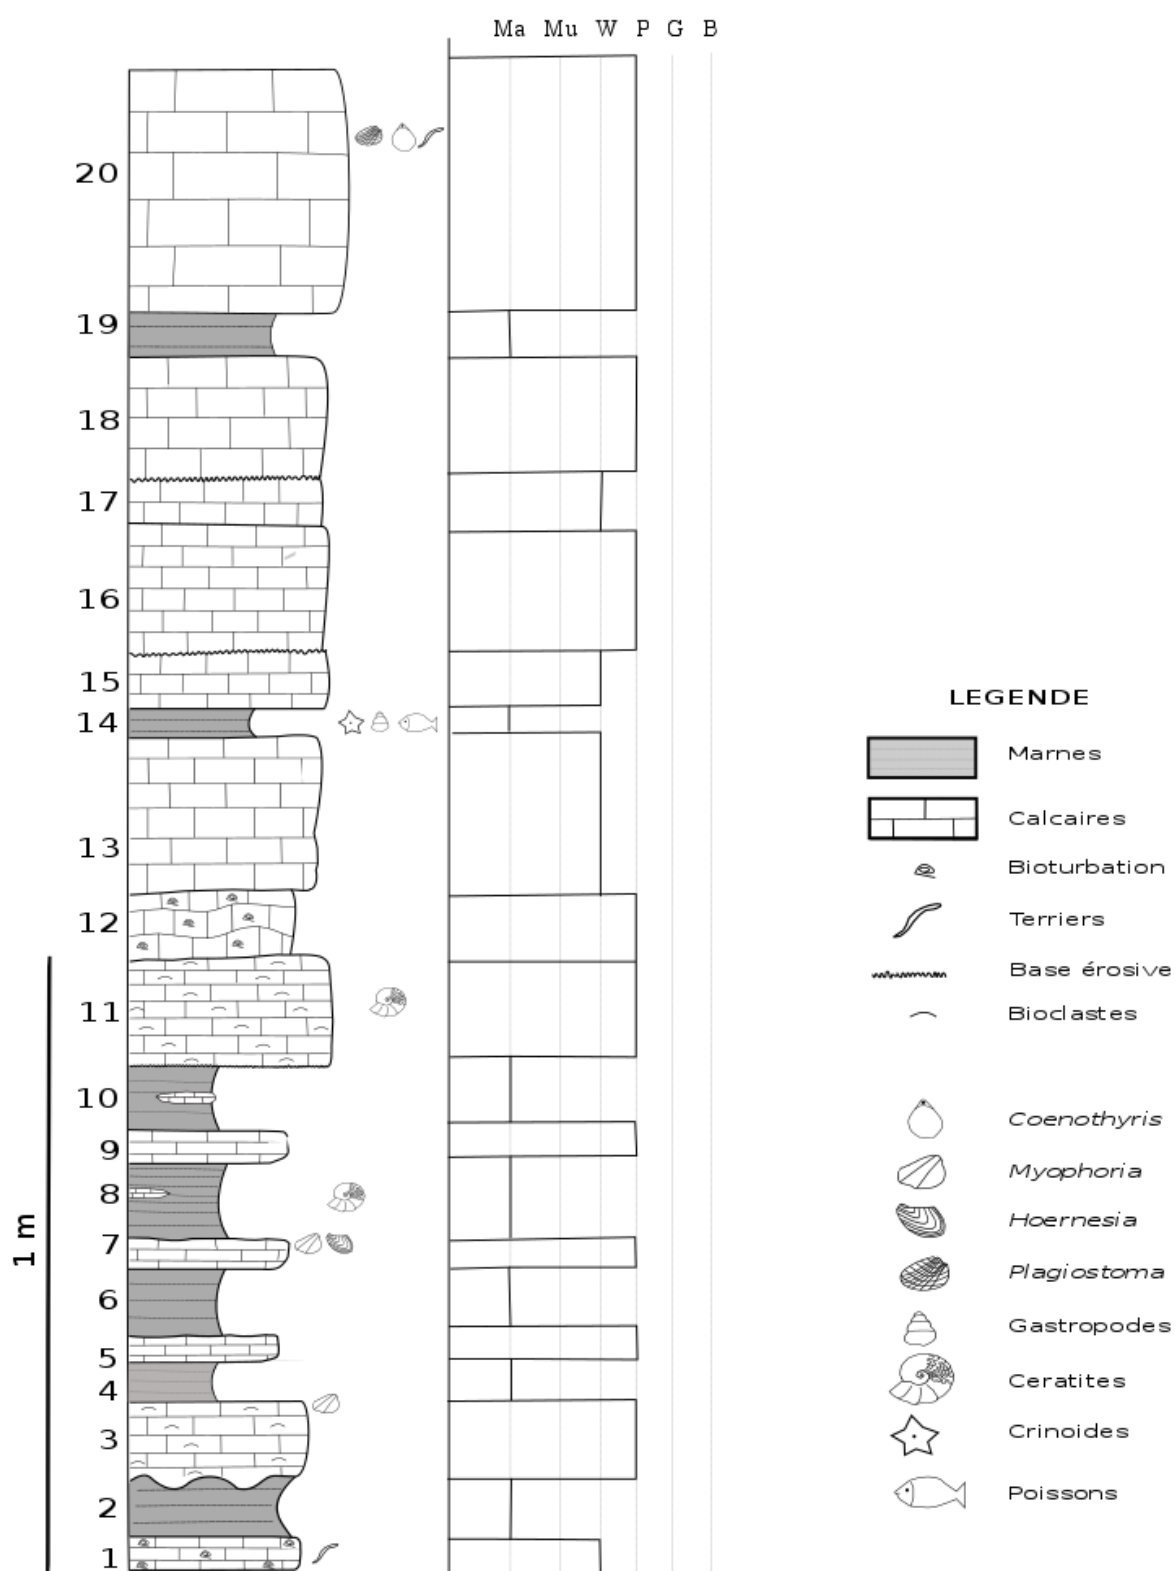 Ma Mu W P G B
20
19
18
17
16
15
14
13
12
11
10
9
8
7
6
5
4
3
2
1
1 m
LEGENDE
Marnes
Calcaires
Bioturbation
Terriers
Base érosive
Bioclastes
Coenothyris
Myophoria
Hoernesia
Plagiostoma
Gastropodes
Ceratites
Crinoides
Poissons